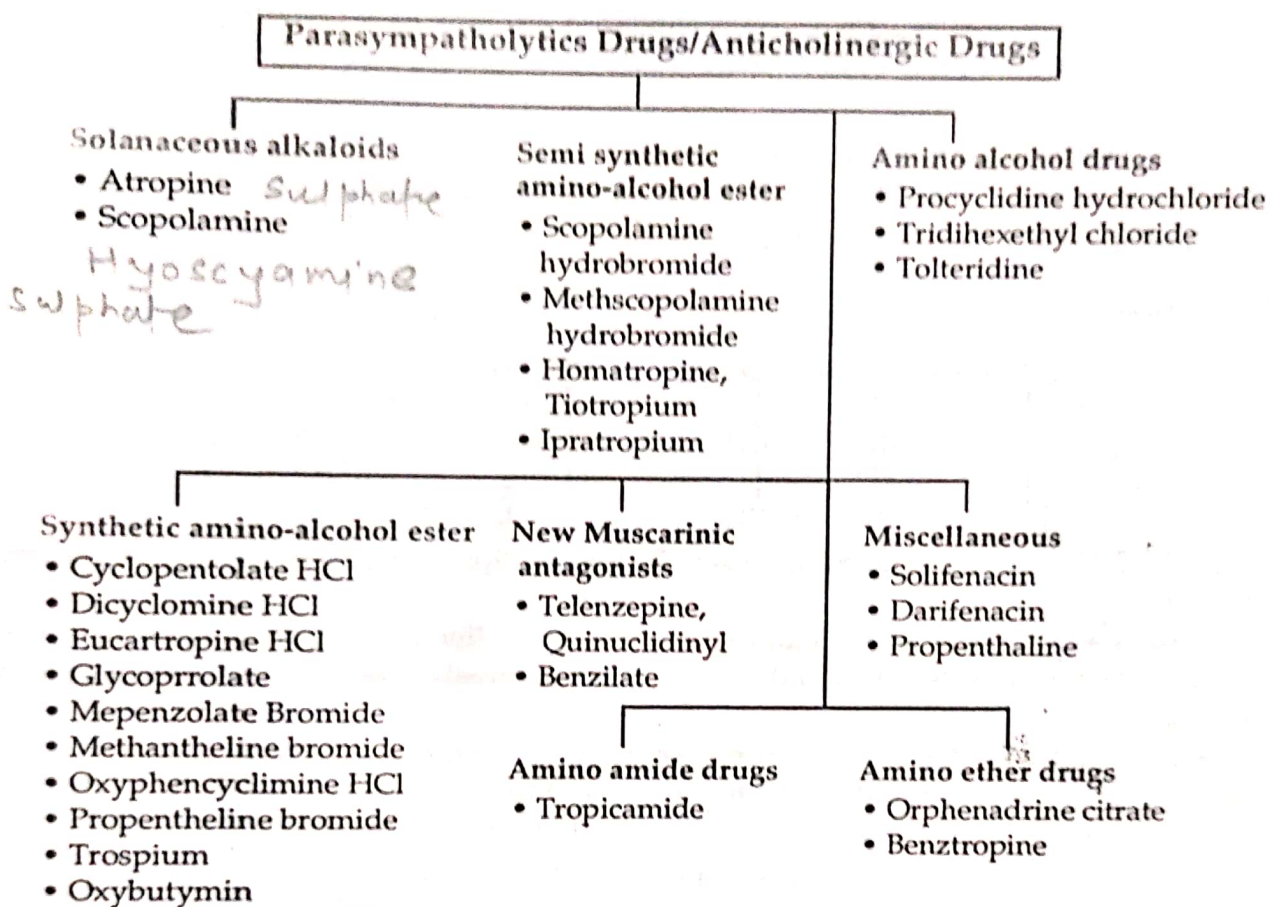 Parasympatholytics Drugs/Anticholinergic Drugs
Solanaceous alkaloids
• Atropine Sulphate
• Scopolamine
Hyoscyamine
Sulphate
Semi synthetic
amino-alcohol ester
• Scopolamine
hydrobromide
• Methscopolamine
hydrobromide
• Homatropine,
Tiotropium
• Ipratropium
Amino alcohol drugs
• Procyclidine hydrochloride
• Tridihexethyl chloride
• Tolteridine
Synthetic amino-alcohol ester
• Cyclopentolate HCl
• Dicyclomine HCl
• Eucartropine HCl
• Glycoprrolate
• Mepenzolate Bromide
• Methantheline bromide
• Oxyphencyclimine HCl
• Propentheline bromide
• Trospium
• Oxybutymin
New Muscarinic
antagonists
• Telenzepine,
Quinuclidinyl
• Benzilate
Miscellaneous
• Solifenacin
• Darifenacin
• Propenthaline
Amino amide drugs
• Tropicamide
Amino ether drugs
• Orphenadrine citrate
• Benztropine